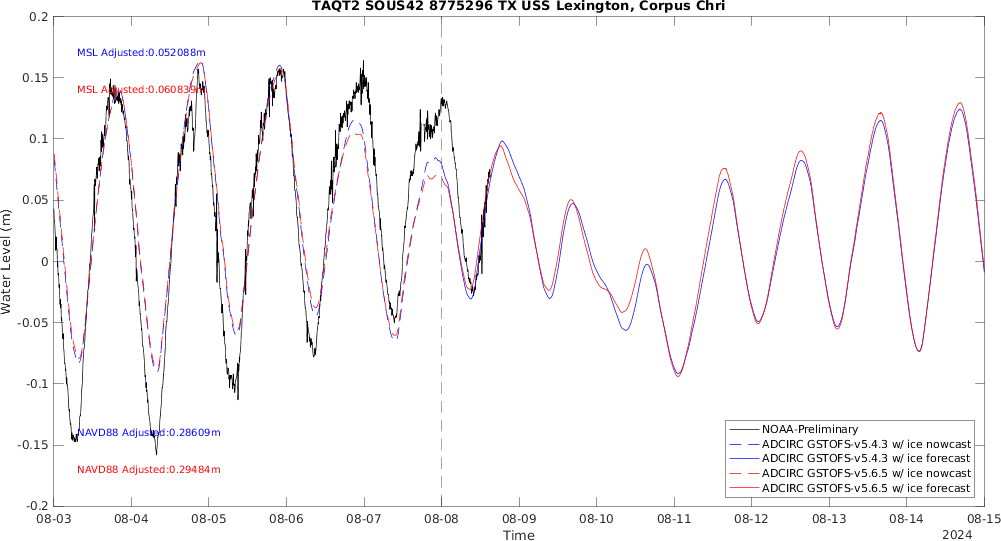 TAQT2 SOUS42 8775296 TX USS Lexington, Corpus Chri
0.2
0.15
0.1
0.05
0
-0.05
-0.1
-0.15
-0.2
Water Level (m)
MSL Adjusted:0.052088m
MSL Adjusted:0.060839m
NAVD88 Adjusted:0.28609m
NAVD88 Adjusted:0.29484m
NOAA-Preliminary
ADCIRC GSTOFS-v5.4.3 w/ ice nowcast
ADCIRC GSTOFS-v5.4.3 w/ ice forecast
ADCIRC GSTOFS-v5.6.5 w/ ice nowcast
ADCIRC GSTOFS-v5.6.5 w/ ice forecast
08-03 08-04 08-05 08-06 08-07 08-08 08-09 08-10 08-11 08-12 08-13 08-14 08-15
Time
2024